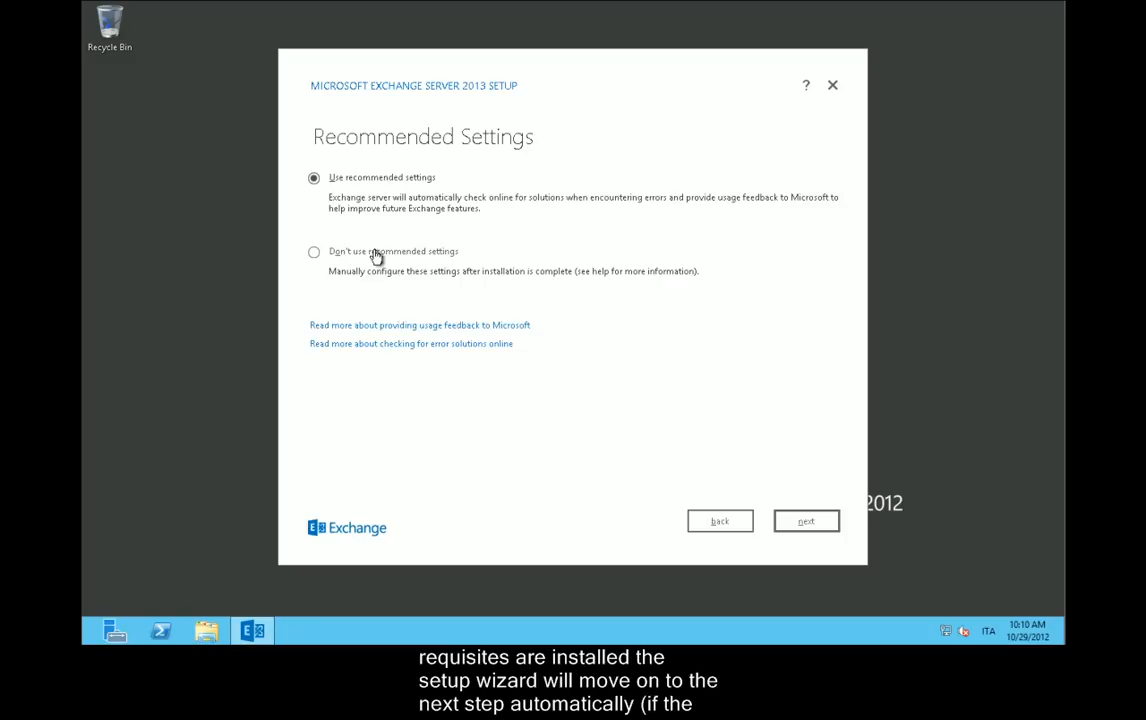 Recycle Bin
MICROSOFT EXCHANGE SERVER 2013 SETUP
?
Recommended Settings
Use recommended settings
Exchange server will automatically check online for solutions when encountering errors and provide usage feedback to Microsoft to
help improve future Exchange features.
Don't use recommended settings
Manually configure these settings after installation is complete (see help for more information).
Read more about providing usage feedback to Microsoft
Read more about checking for error solutions online
2012
back
next
Exchange
ITA
10:10 AM
10/29/2012
requisites are installed the
setup wizard will move on to the
next step automatically (if the